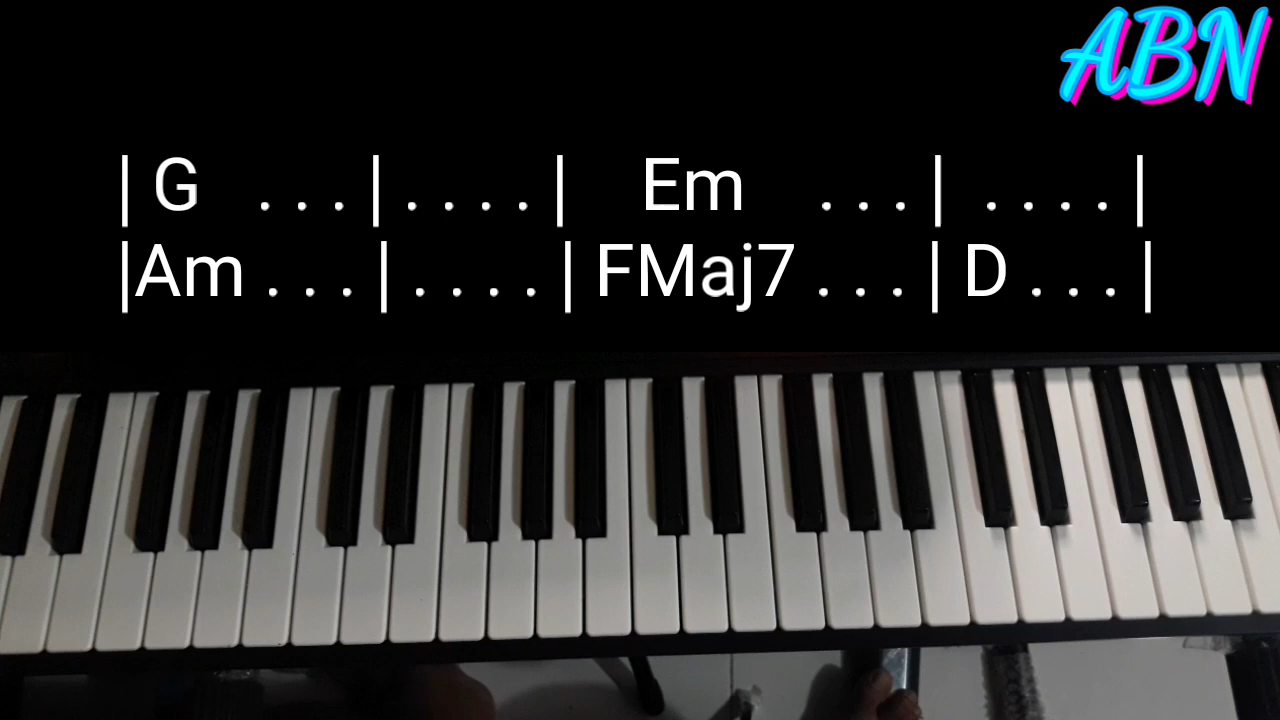 ABN
| G . . . | . . . . | Em . . . | . . . . |
|Am . . . | . . . . | FMaj7 . . . | D . . . |